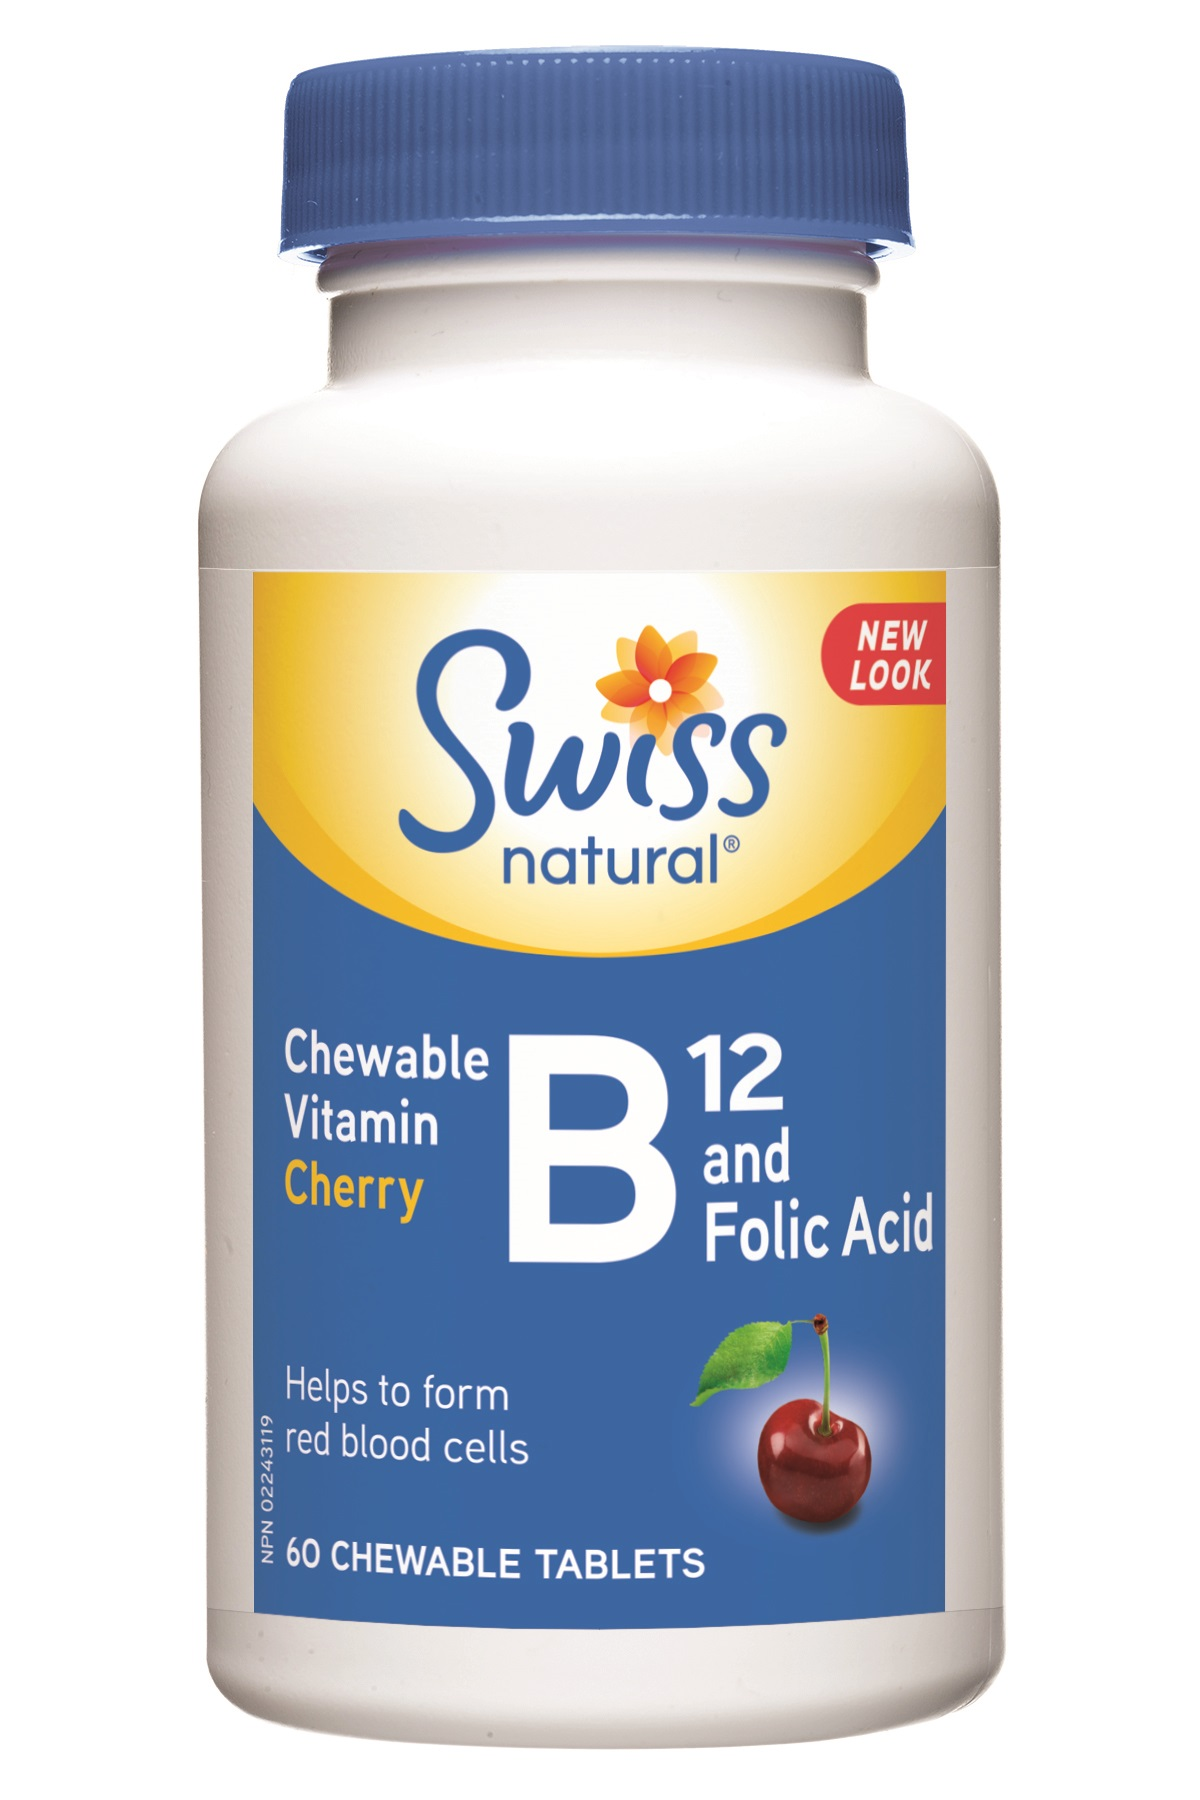 NEW
LOOK
Swiss
natural®
Chewable
Vitamin
Cherry
B12
and
Folic Acid
Helps to form
red blood cells
60 CHEWABLE TABLETS
NPN 02243119